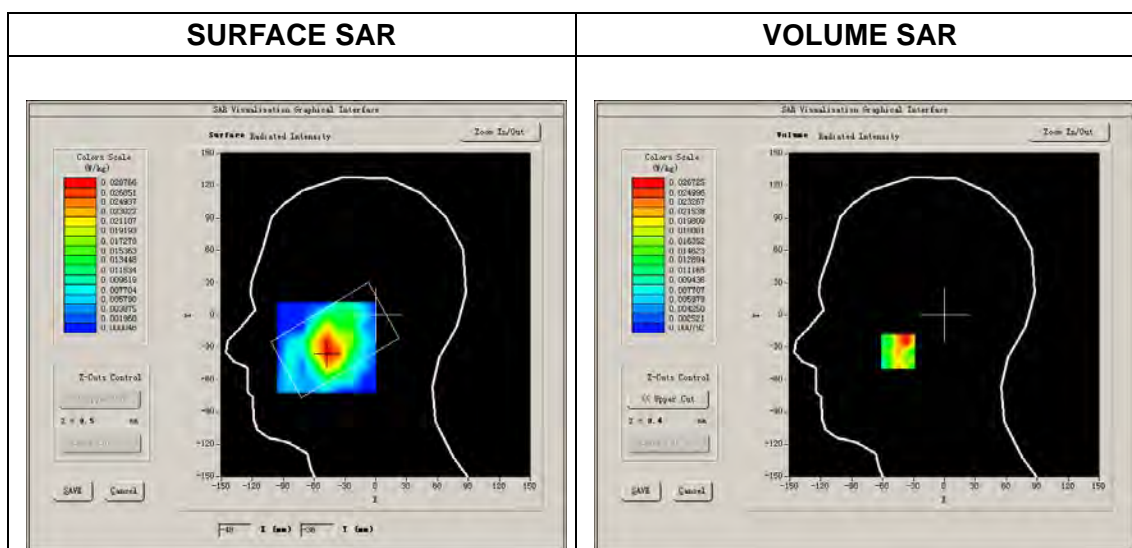 SURFACE SAR
VOLUME SAR
SAR Visualisation Graphical Interface
Surface Radiated Intensity
Zoom In/Out
Colors Scale
(W/kg)
0.028766
0.026851
0.024937
0.023022
0.021107
0.019193
0.017278
0.015363
0.013448
0.011534
0.009619
0.007704
0.005790
0.003875
0.001960
0.000046
150
120
90
60
30
0
-30
-60
-90
-120
-150
-150 -120 -90 -60 -30 0 30 60 90 120 150
Y
X
Z-Cuts Control
mm
SAVE
Cancel
X (mm)
Y (mm)
SAR Visualisation Graphical Interface
Volume Radiated Intensity
Zoom In/Out
Colors Scale
(W/kg)
0.026725
0.024996
0.023267
0.021538
0.019809
0.018081
0.016352
0.014623
0.012894
0.011165
0.009436
0.007707
0.005979
0.004250
0.002521
0.000792
150
120
90
60
30
0
-30
-60
-90
-120
-150
-150 -120 -90 -60 -30 0 30 60 90 120 150
Y
X
Z-Cuts Control
<< Upper Cut
mm
SAVE
Cancel